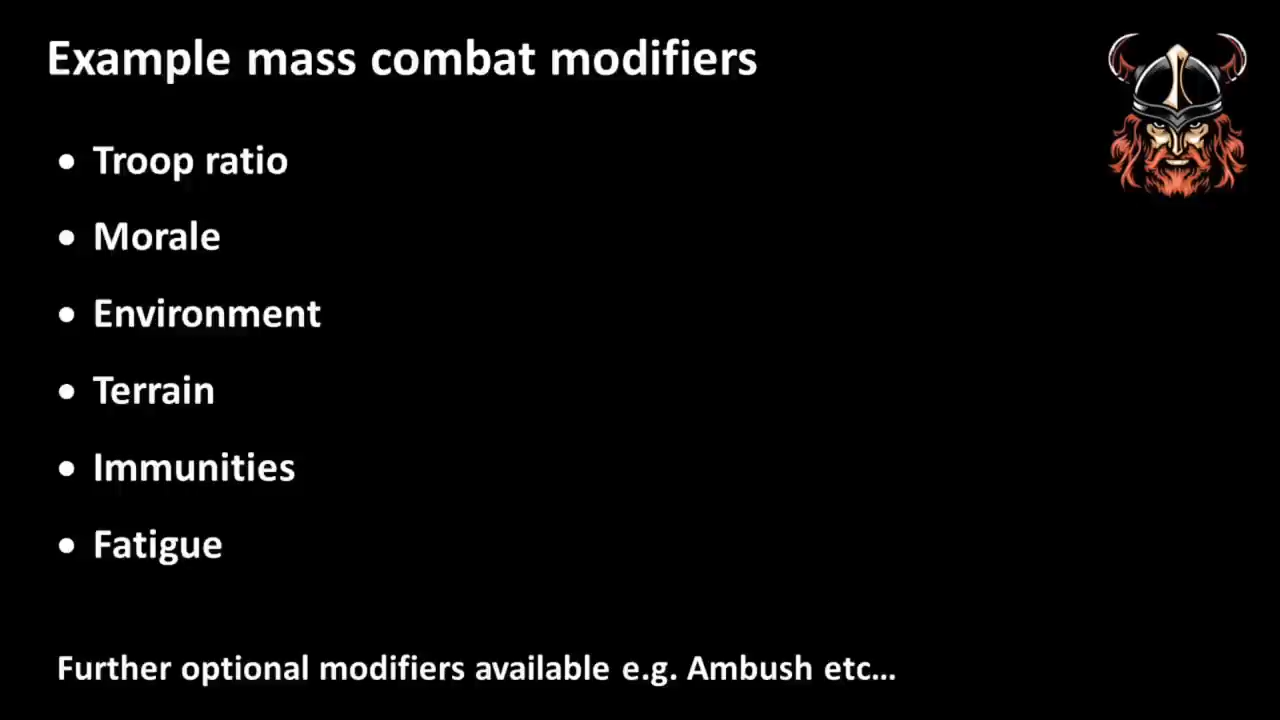 Example mass combat modifiers
• Troop ratio
• Morale
• Environment
• Terrain
• Immunities
• Fatigue
Further optional modifiers available e.g. Ambush etc...